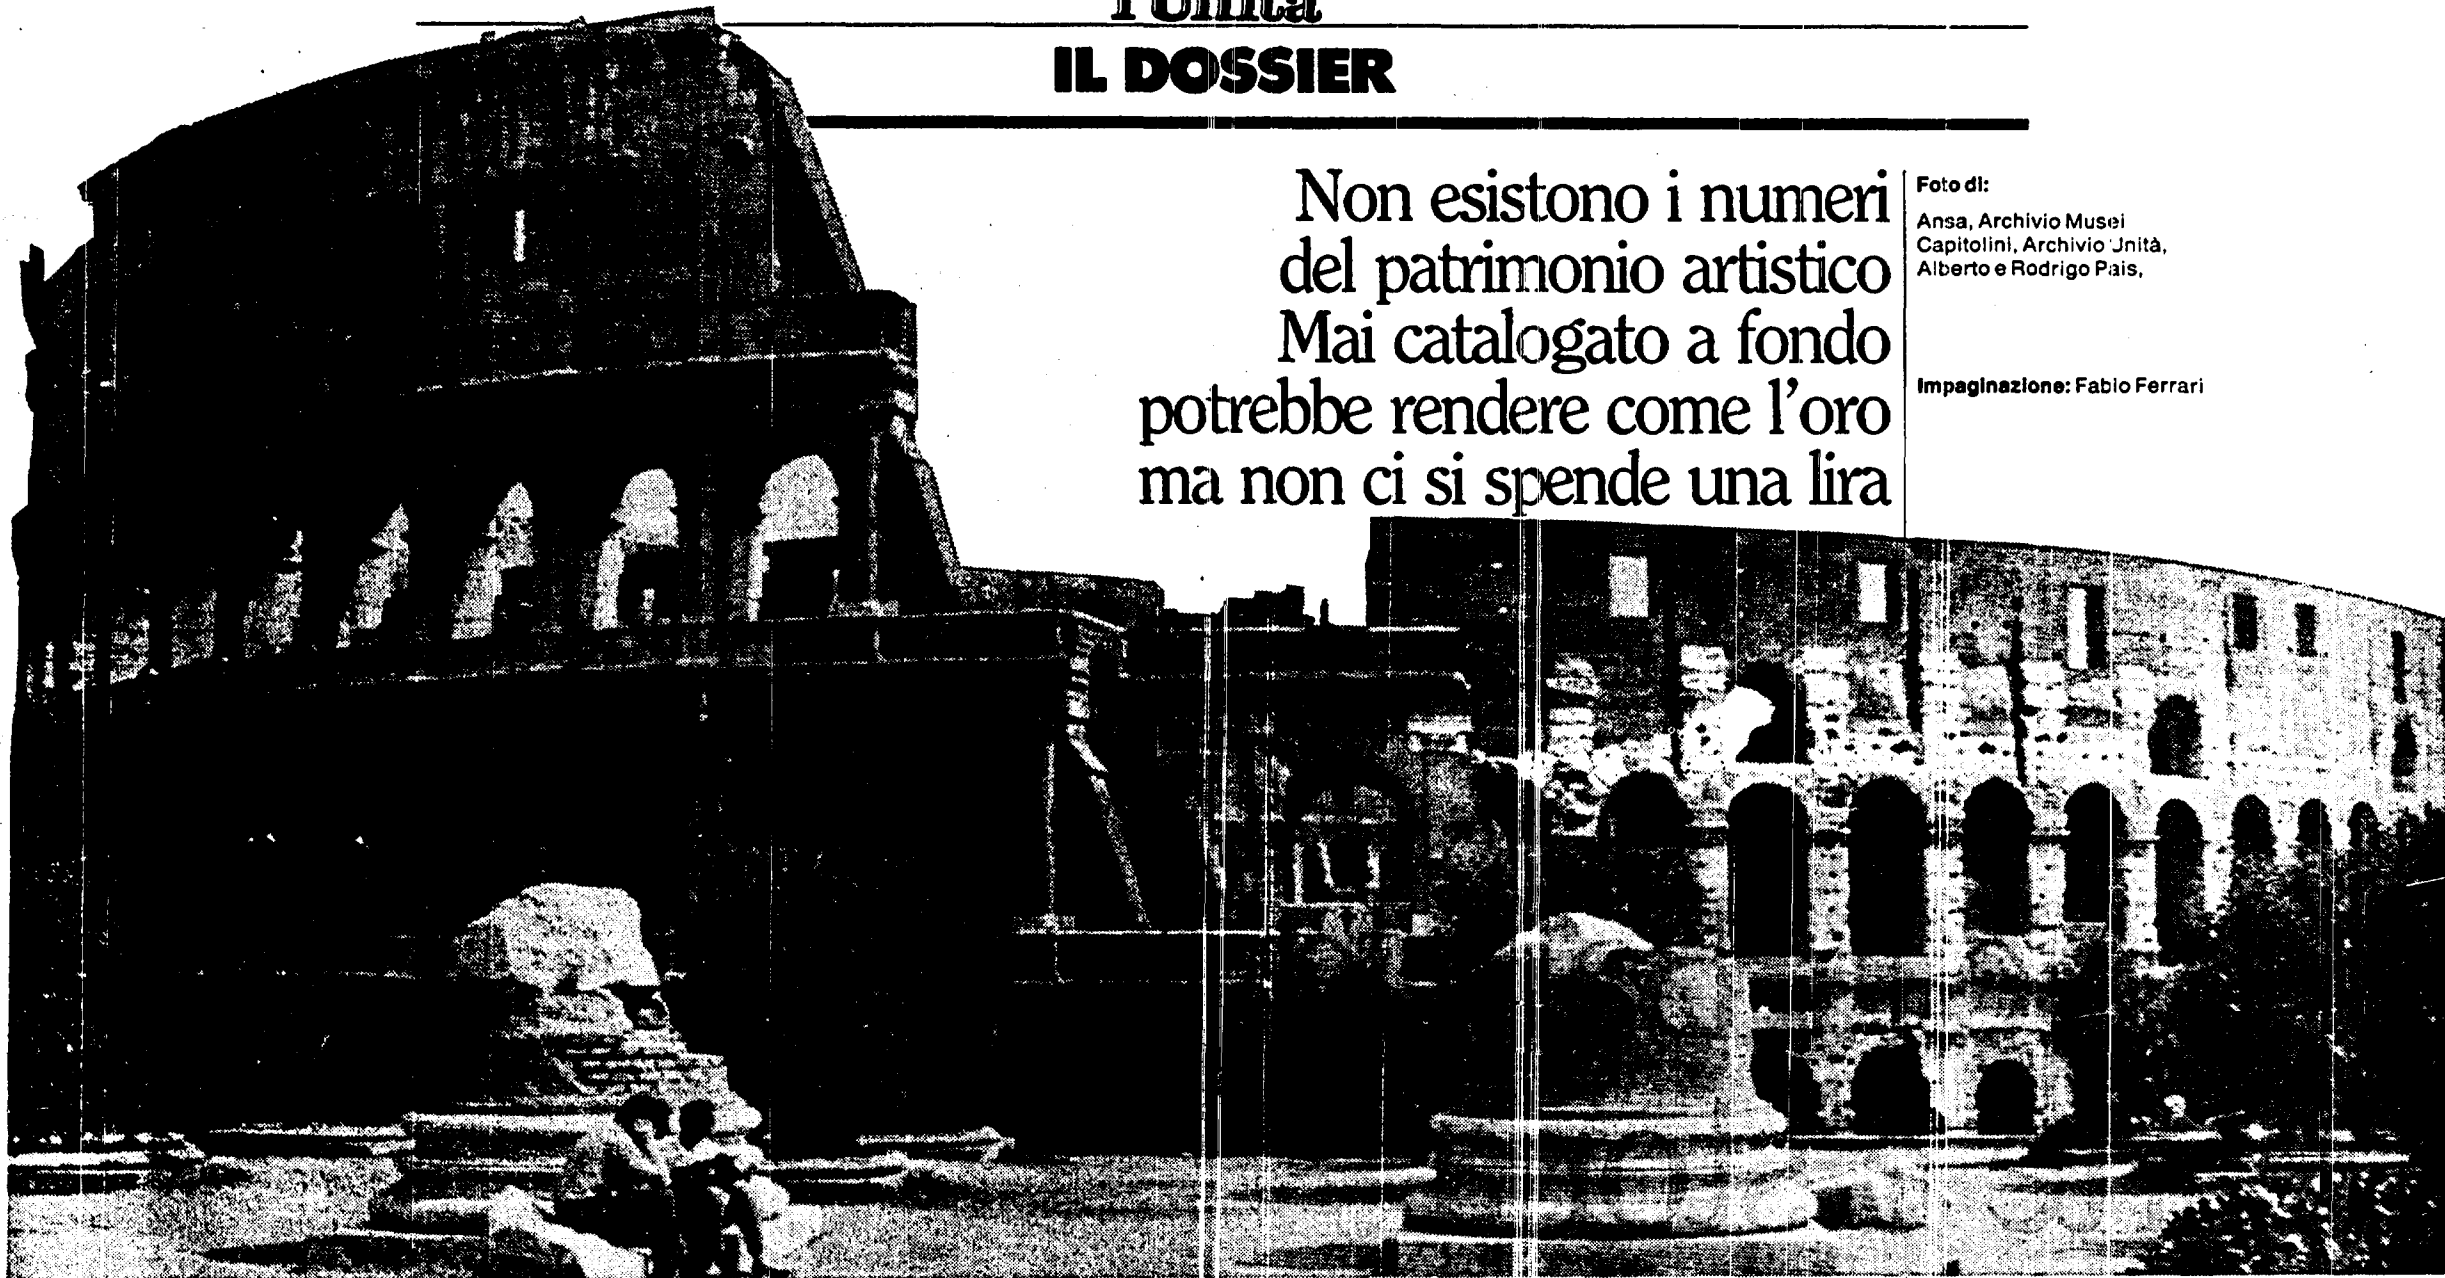 l'Unità
IL DOSSIER
Non esistono i numeri
del patrimonio artistico
Mai catalogato a fondo
potrebbe rendere come l'oro
ma non ci si spende una lira
Foto di:
Ansa, Archivio Musei
Capitolini, Archivio Unità,
Alberto e Rodrigo Pais,
Impaginazione: Fabio Ferrari